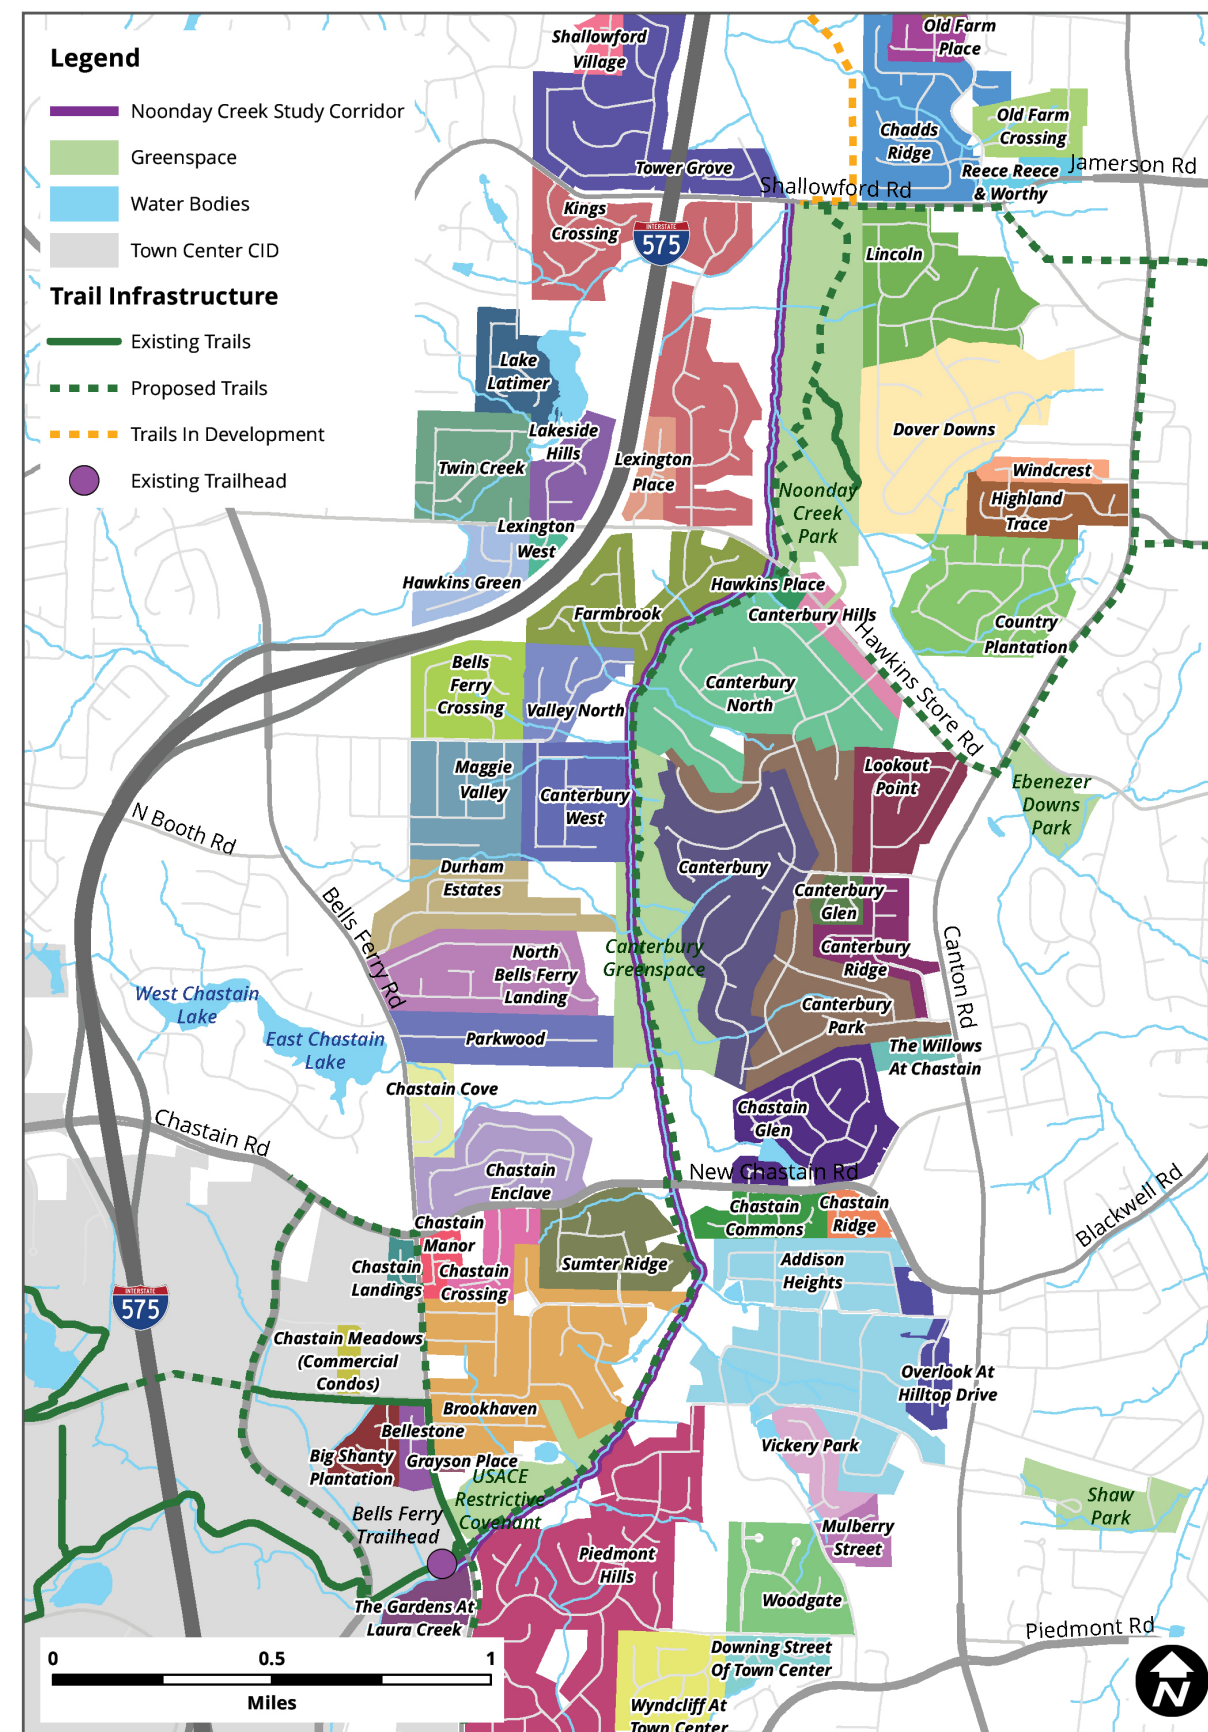 Legend
Noonday Creek Study Corridor
Greenspace
Water Bodies
Town Center CID
Trail Infrastructure
Existing Trails
Proposed Trails
Trails In Development
Existing Trailhead
Shallowford
Village
Old Farm
Place
Chadds
Ridge
Old Farm
Crossing
Tower Grove
Reece Reece
& Worthy
Jamerson Rd
Shallowford Rd
Kings
Crossing
INTERSTATE
575
Lincoln
Lake
Latimer
Lakeside
Hills
Twin Creek
Lexington
Place
Dover Downs
Windcrest
Highland
Trace
Noonday
Creek
Park
Lexington
West
Hawkins Green
Hawkins Place
Farmbrook
Canterbury Hills
Country
Plantation
Hawkins Store Rd
Bells
Ferry
Crossing
Valley North
Canterbury
North
Maggie
Valley
Canterbury
West
Lookout
Point
Ebenezer
Downs
Park
N Booth Rd
Durham
Estates
Canterbury
Canterbury
Glen
Bells Ferry Rd
North
Bells Ferry
Landing
Canterbury
Greenspace
Canterbury
Ridge
Canton Rd
West Chastain
Lake
Canterbury
Park
East Chastain
Lake
Parkwood
The Willows
At Chastain
Chastain Cove
Chastain
Glen
Chastain Rd
Chastain
Enclave
New Chastain Rd
Chastain
Commons
Chastain
Ridge
Blackwell Rd
Chastain
Manor
Chastain
Landings
Chastain
Crossing
Sumter Ridge
Addison
Heights
INTERSTATE
575
Chastain Meadows
(Commercial
Condos)
Overlook At
Hilltop Drive
Brookhaven
Bellestone
Vickery Park
Big Shanty
Plantation
Grayson Place
USACE
Restrictive
Covenant
Shaw
Park
Bells Ferry
Trailhead
Mulberry
Street
Piedmont
Hills
Woodgate
The Gardens At
Laura Creek
Piedmont Rd
Downing Street
Of Town Center
Wyndcliff At
Town Center
0 0.5 1
Miles
N